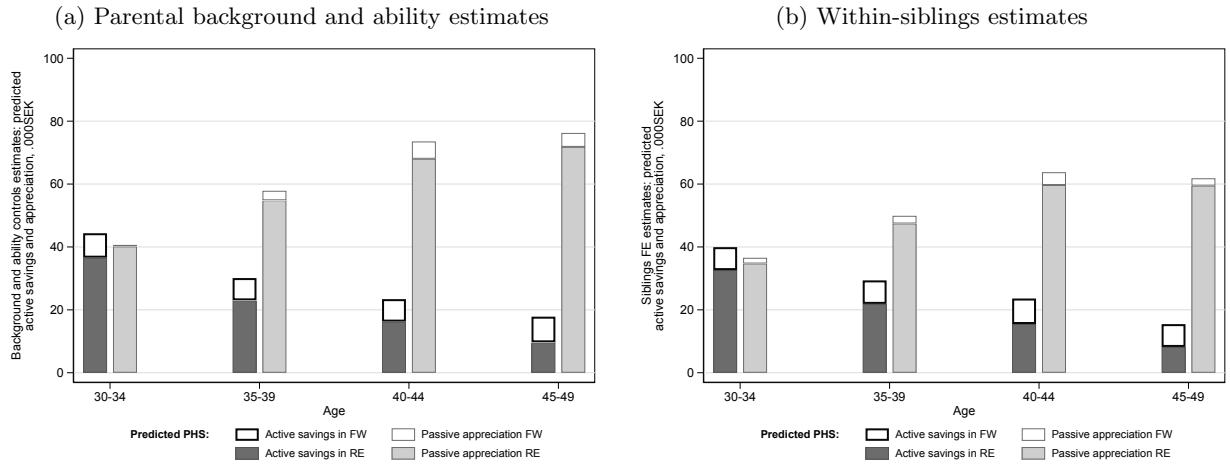 (a) Parental background and ability estimates
Background and ability controls estimates: predicted
active savings and appreciation, .000SEK
100
80
60
40
20
0
30-34 35-39 40-44 45-49
Age
Predicted PHS: Active savings in FW Passive appreciation FW
Active savings in RE Passive appreciation RE
(b) Within-siblings estimates
Siblings FE estimates: predicted
active savings and appreciation, .000SEK
100
80
60
40
20
0
30-34 35-39 40-44 45-49
Age
Predicted PHS: Active savings in FW Passive appreciation FW
Active savings in RE Passive appreciation RE